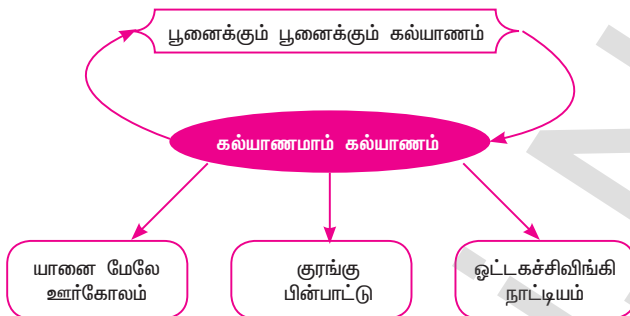 பூனைக்கும் பூனைக்கும் கல்யாணம்
கல்யாணமாம் கல்யாணம்
யானை மேலே
ஊர்கோலம்
குரங்கு
பின்பாட்டு
ஒட்டகச்சிவிங்கி
நாட்டியம்